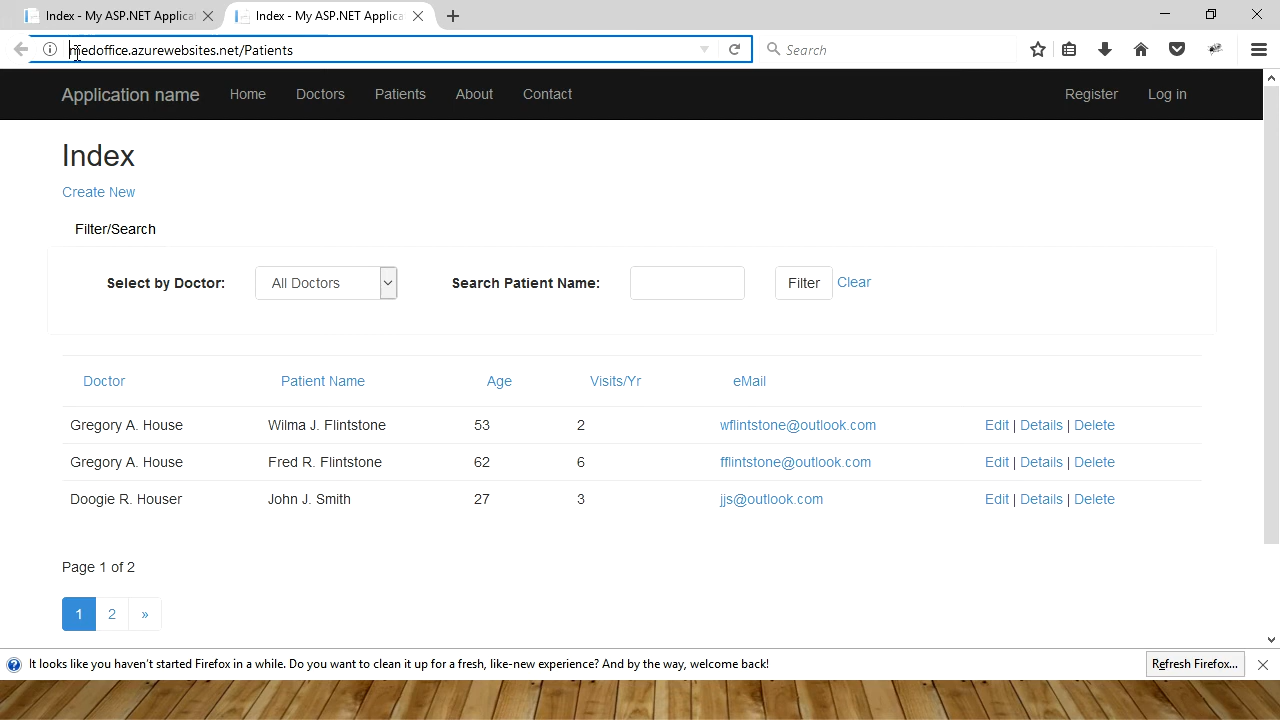 Index - My ASP.NET Applica
Index - My ASP.NET Applica
medoffice.azurewebsites.net/Patients
Search
Application name
Home
Doctors
Patients
About
Contact
Register
Log in
Index
Create New
Filter/Search
Select by Doctor:
All Doctors
Search Patient Name:
Filter
Clear
Doctor Patient Name Age Visits/Yr eMail
Gregory A. House Wilma J. Flintstone 53 2 wflintstone@outlook.com Edit | Details | Delete
Gregory A. House Fred R. Flintstone 62 6 fflintstone@outlook.com Edit | Details | Delete
Doogie R. Houser John J. Smith 27 3 jjs@outlook.com Edit | Details | Delete
Page 1 of 2
1 2 »
It looks like you haven't started Firefox in a while. Do you want to clean it up for a fresh, like-new experience? And by the way, welcome back!
Refresh Firefox...